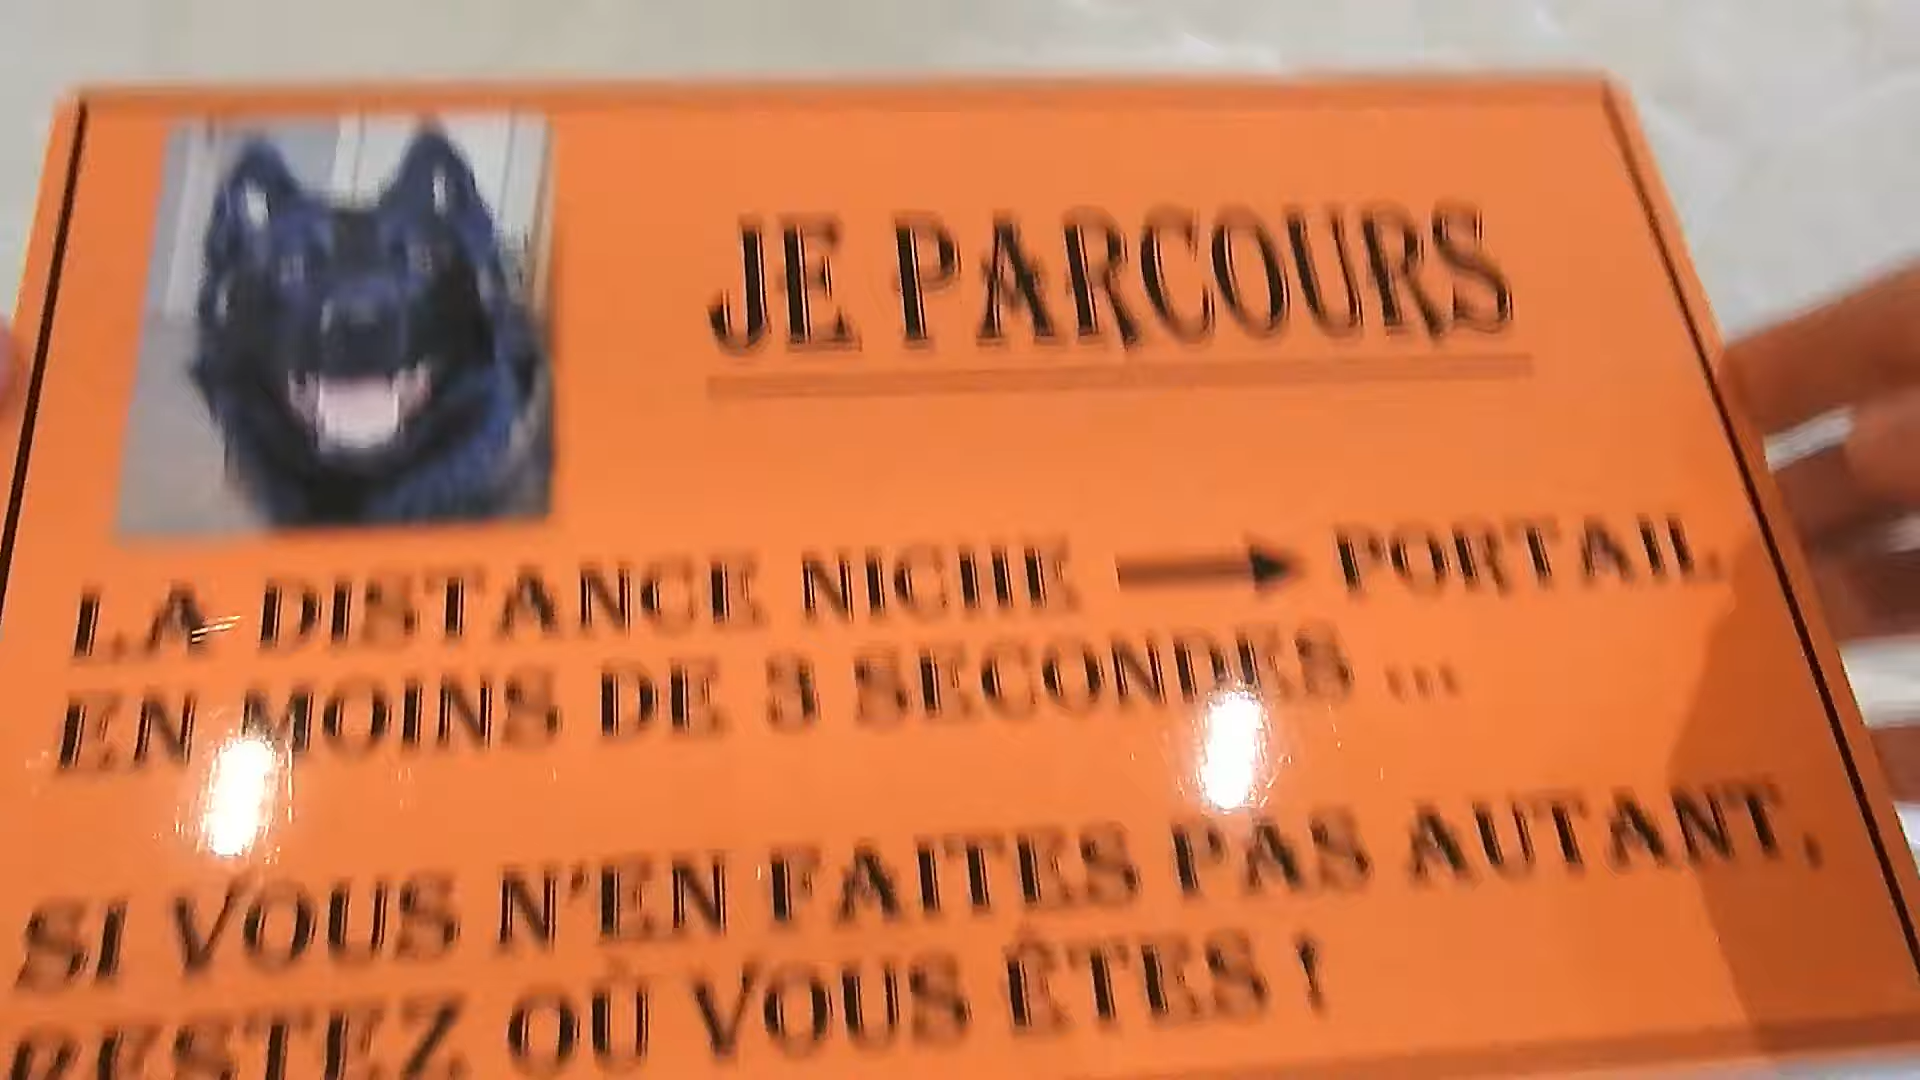 JE PARCOURS
LA DISTANCE NICHE → PORTAIL
EN MOINS DE 3 SECONDES ...
SI VOUS N'EN FAITES PAS AUTANT,
RESTEZ OÙ VOUS ÊTES !